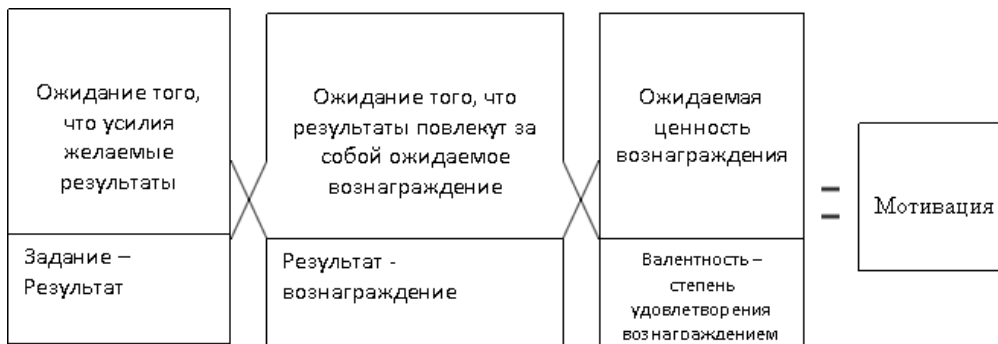 Ожидание того,
что усилия
желаемые
результаты
Задание –
Результат
Ожидание того, что
результаты повлекут за
собой ожидаемое
вознаграждение
Результат -
вознаграждение
Ожидаемая
ценность
вознаграждения
Валентность –
степень
удовлетворения
вознаграждением
=
Мотивация